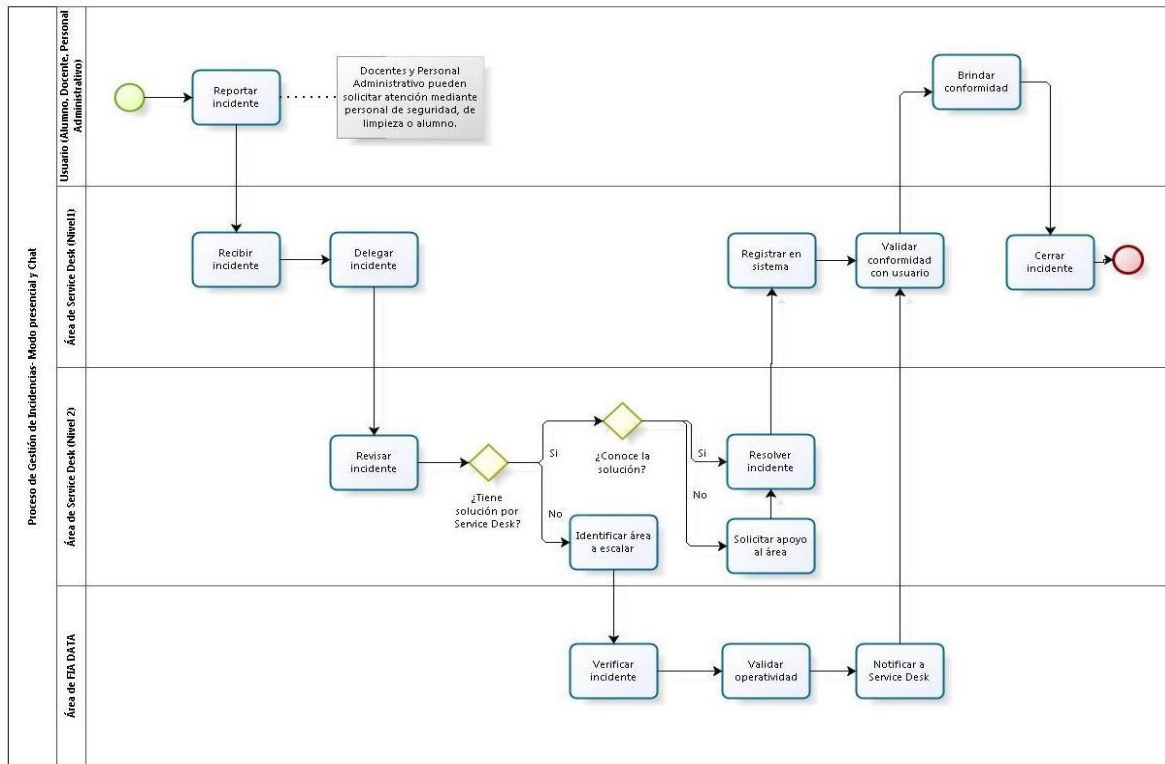 Proceso de Gestión de Incidencias- Modo presencial y Chat
Usuario (Alumno, Docente, Personal
Administrativo)
Reportar
incidente
Docentes y Personal
Administrativo pueden
solicitar atención mediante
personal de seguridad, de
limpieza o alumno.
Brindar
conformidad
Área de Service Desk (Nivel1)
Recibir
incidente
Delegar
incidente
Registrar en
sistema
Validar
conformidad
con usuario
Cerrar
incidente
Área de Service Desk (Nivel 2)
Revisar
incidente
¿Tiene
solución por
Service Desk?
Si
No
¿Conoce la
solución?
Si
No
Resolver
incidente
Identificar área
a escalar
Solicitar apoyo
al área
Área de FIA DATA
Verificar
incidente
Validar
operatividad
Notificar a
Service Desk